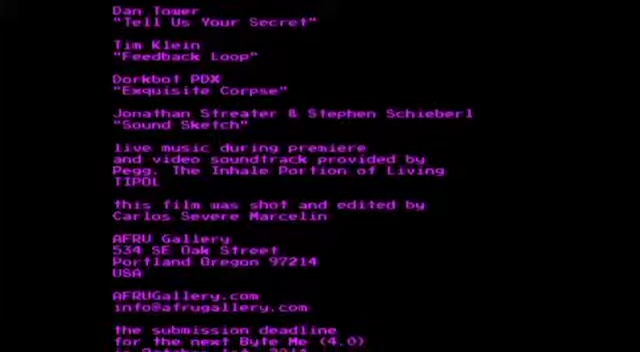 Dan Tower
"Tell Us Your Secret"
Tim Klein
"Feedback Loop"
Dorkbot PDX
"Exquisite Corpse"
Jonathan Streater & Stephen Schieberl
"Sound Sketch"
live music during premiere
and video soundtrack provided by
Pegg. The Inhale Portion of Living
TIPOL
this film was shot and edited by
Carlos Severe Marcelin
AFRU Gallery
534 SE Oak Street
Portland Oregon 97214
USA
AFRUGallery.com
info@afrugallery.com
the submission deadline
for the next Byte Me (4.0)
is October 1st,